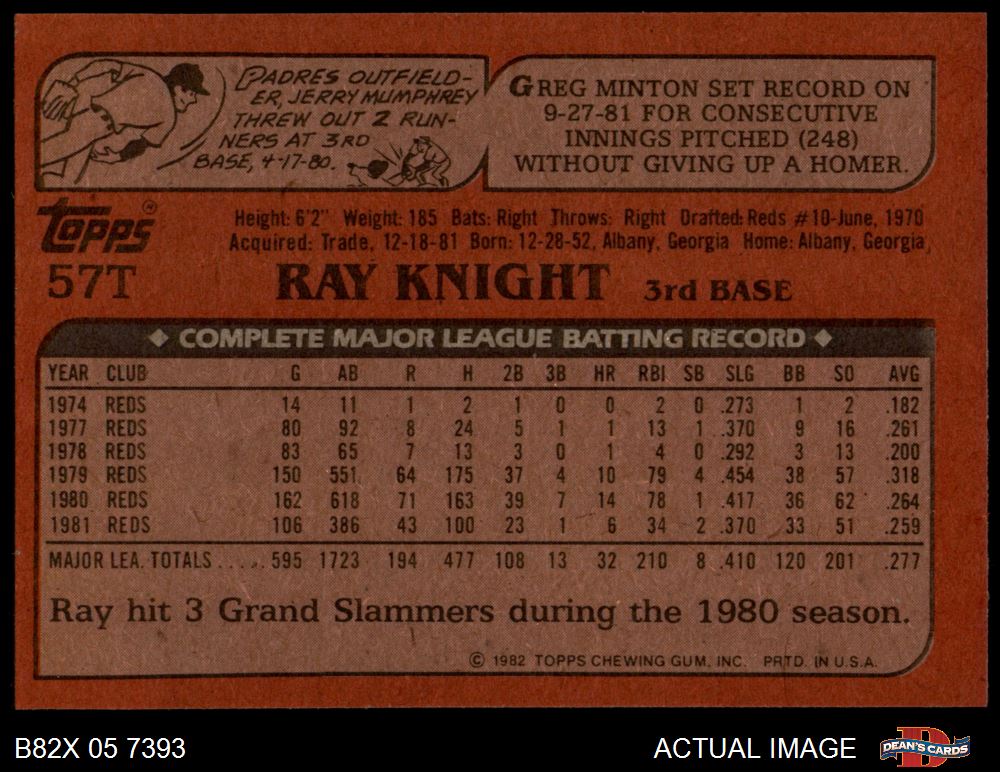 PADRES OUTFIELD-
ER, JERRY MUMPHREY
THREW OUT 2 RUN-
NERS AT 3RD
BASE, 4-17-80.
GREG MINTON SET RECORD ON
9-27-81 FOR CONSECUTIVE
INNINGS PITCHED (248)
WITHOUT GIVING UP A HOMER.
Topps®
57T
Height: 6'2" Weight: 185 Bats: Right Throws: Right Drafted: Reds #10-June, 1970
Acquired: Trade, 12-18-81 Born: 12-28-52, Albany, Georgia Home: Albany, Georgia
RAY KNIGHT 3rd BASE
◆ COMPLETE MAJOR LEAGUE BATTING RECORD ◆
YEAR CLUB G AB R H 2B 3B HR RBI SB SLG BB SO AVG
1974 REDS 14 11 1 2 1 0 0 2 0 .273 1 2 .182
1977 REDS 80 92 8 24 5 1 1 13 1 .370 9 16 .261
1978 REDS 83 65 7 13 3 0 1 4 0 .292 3 13 .200
1979 REDS 150 551 64 175 37 4 10 79 4 .454 38 57 .318
1980 REDS 162 618 71 163 39 7 14 78 1 .417 36 62 .264
1981 REDS 106 386 43 100 23 1 6 34 2 .370 33 51 .259
MAJOR LEA. TOTALS ..... 595 1723 194 477 108 13 32 210 8 .410 120 201 .277
Ray hit 3 Grand Slammers during the 1980 season.
© 1982 TOPPS CHEWING GUM, INC. PRTD. IN U.S.A.
B82X 05 7393
ACTUAL IMAGE
D
DEAN'S CARDS